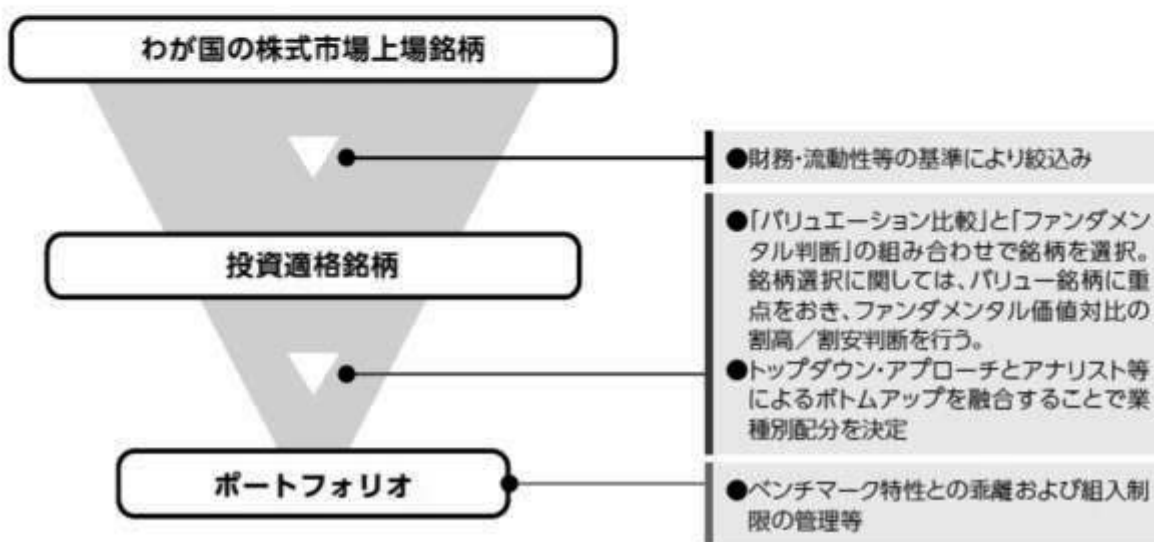 わが国の株式市場上場銘柄
●財務・流動性等の基準により絞込み
投資適格銘柄
●「バリュエーション比較」と「ファンダメン
タル判断」の組み合わせで銘柄を選択。
銘柄選択に関しては、バリュー銘柄に重
点をおき、ファンダメンタル価値対比の
割高／割安判断を行う。
●トップダウン・アプローチとアナリスト等
によるボトムアップを融合することで業
種別配分を決定
ポートフォリオ
●ベンチマーク特性との乖離および組入制
限の管理等